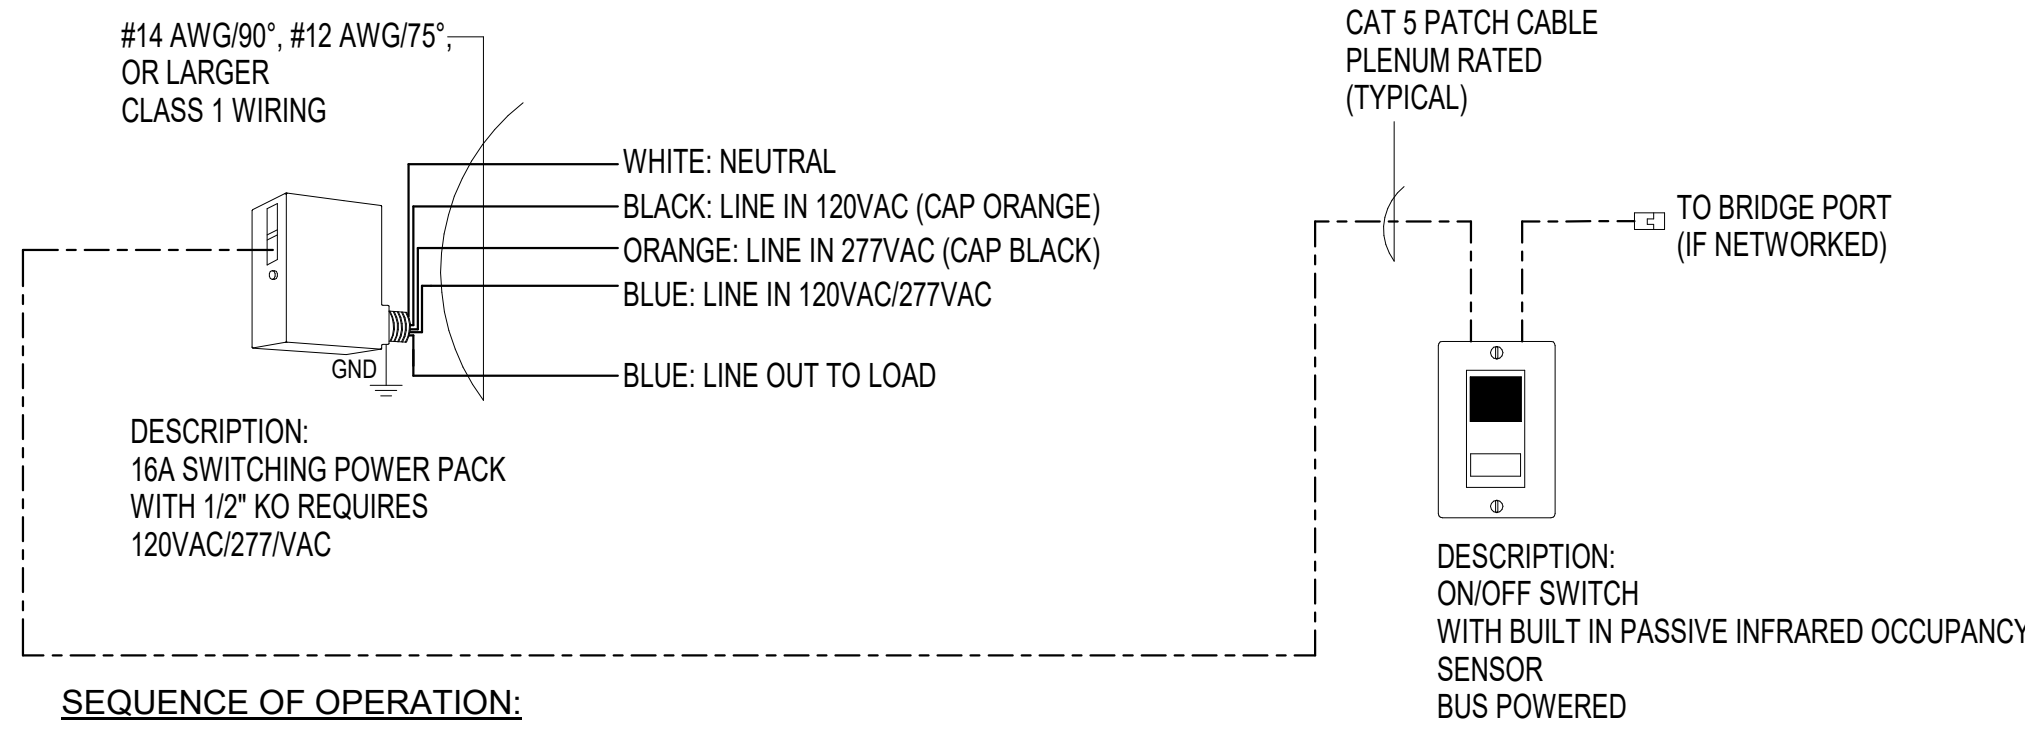 #14 AWG/90°, #12 AWG/75°,
OR LARGER
CLASS 1 WIRING
CAT 5 PATCH CABLE
PLENUM RATED
(TYPICAL)
WHITE: NEUTRAL
BLACK: LINE IN 120VAC (CAP ORANGE)
ORANGE: LINE IN 277VAC (CAP BLACK)
BLUE: LINE IN 120VAC/277VAC
BLUE: LINE OUT TO LOAD
GND
TO BRIDGE PORT
(IF NETWORKED)
DESCRIPTION:
16A SWITCHING POWER PACK
WITH 1/2" KO REQUIRES
120VAC/277/VAC
DESCRIPTION:
ON/OFF SWITCH
WITH BUILT IN PASSIVE INFRARED OCCUPANCY
SENSOR
BUS POWERED
SEQUENCE OF OPERATION: